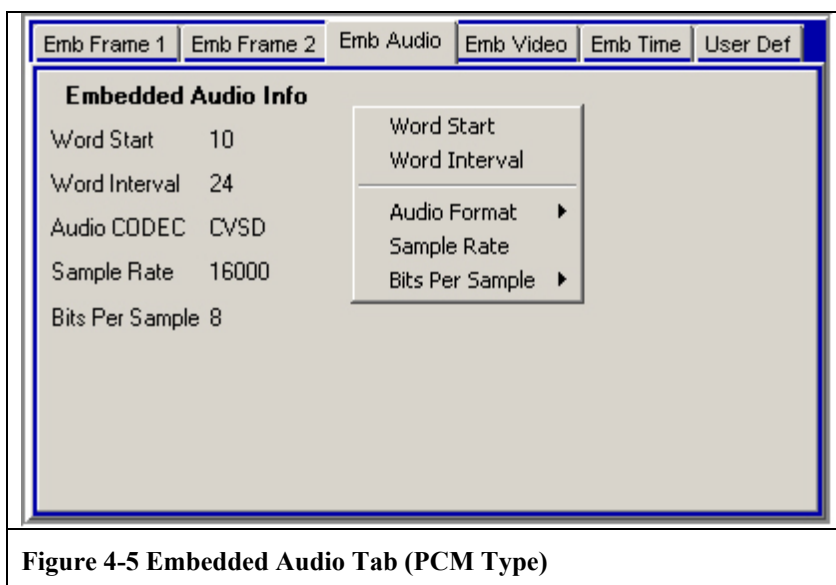 Emb Frame 1 Emb Frame 2 Emb Audio Emb Video Emb Time User Def
Embedded Audio Info
Word Start 10
Word Interval 24
Audio CODEC CVSD
Sample Rate 16000
Bits Per Sample 8
Word Start
Word Interval
Audio Format
Sample Rate
Bits Per Sample
Figure 4-5 Embedded Audio Tab (PCM Type)